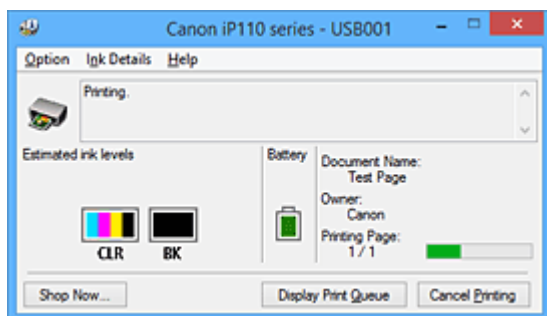 Canon iP110 series - USB001
Option Ink Details Help
Printing.
Estimated ink levels
Battery
Document Name:
Test Page
Owner:
Canon
Printing Page:
1 / 1
CLR BK
Shop Now... Display Print Queue Cancel Printing